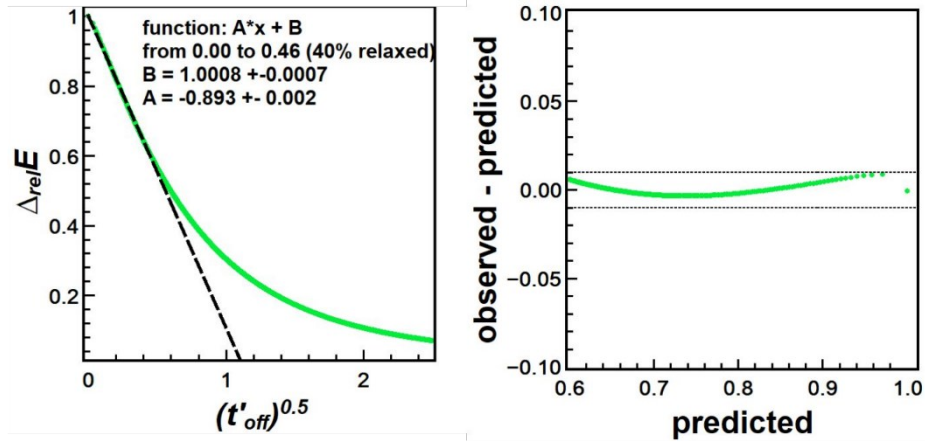 function: A*x + B
from 0.00 to 0.46 (40% relaxed)
B = 1.0008 +-0.0007
A = -0.893 +- 0.002
1
0.8
0.6
0.4
0.2
ΔrelE
0
1
2
(t'off)^0.5
0.10
0.05
0.00
−0.05
−0.10
observed - predicted
0.6
0.7
0.8
0.9
1.0
predicted